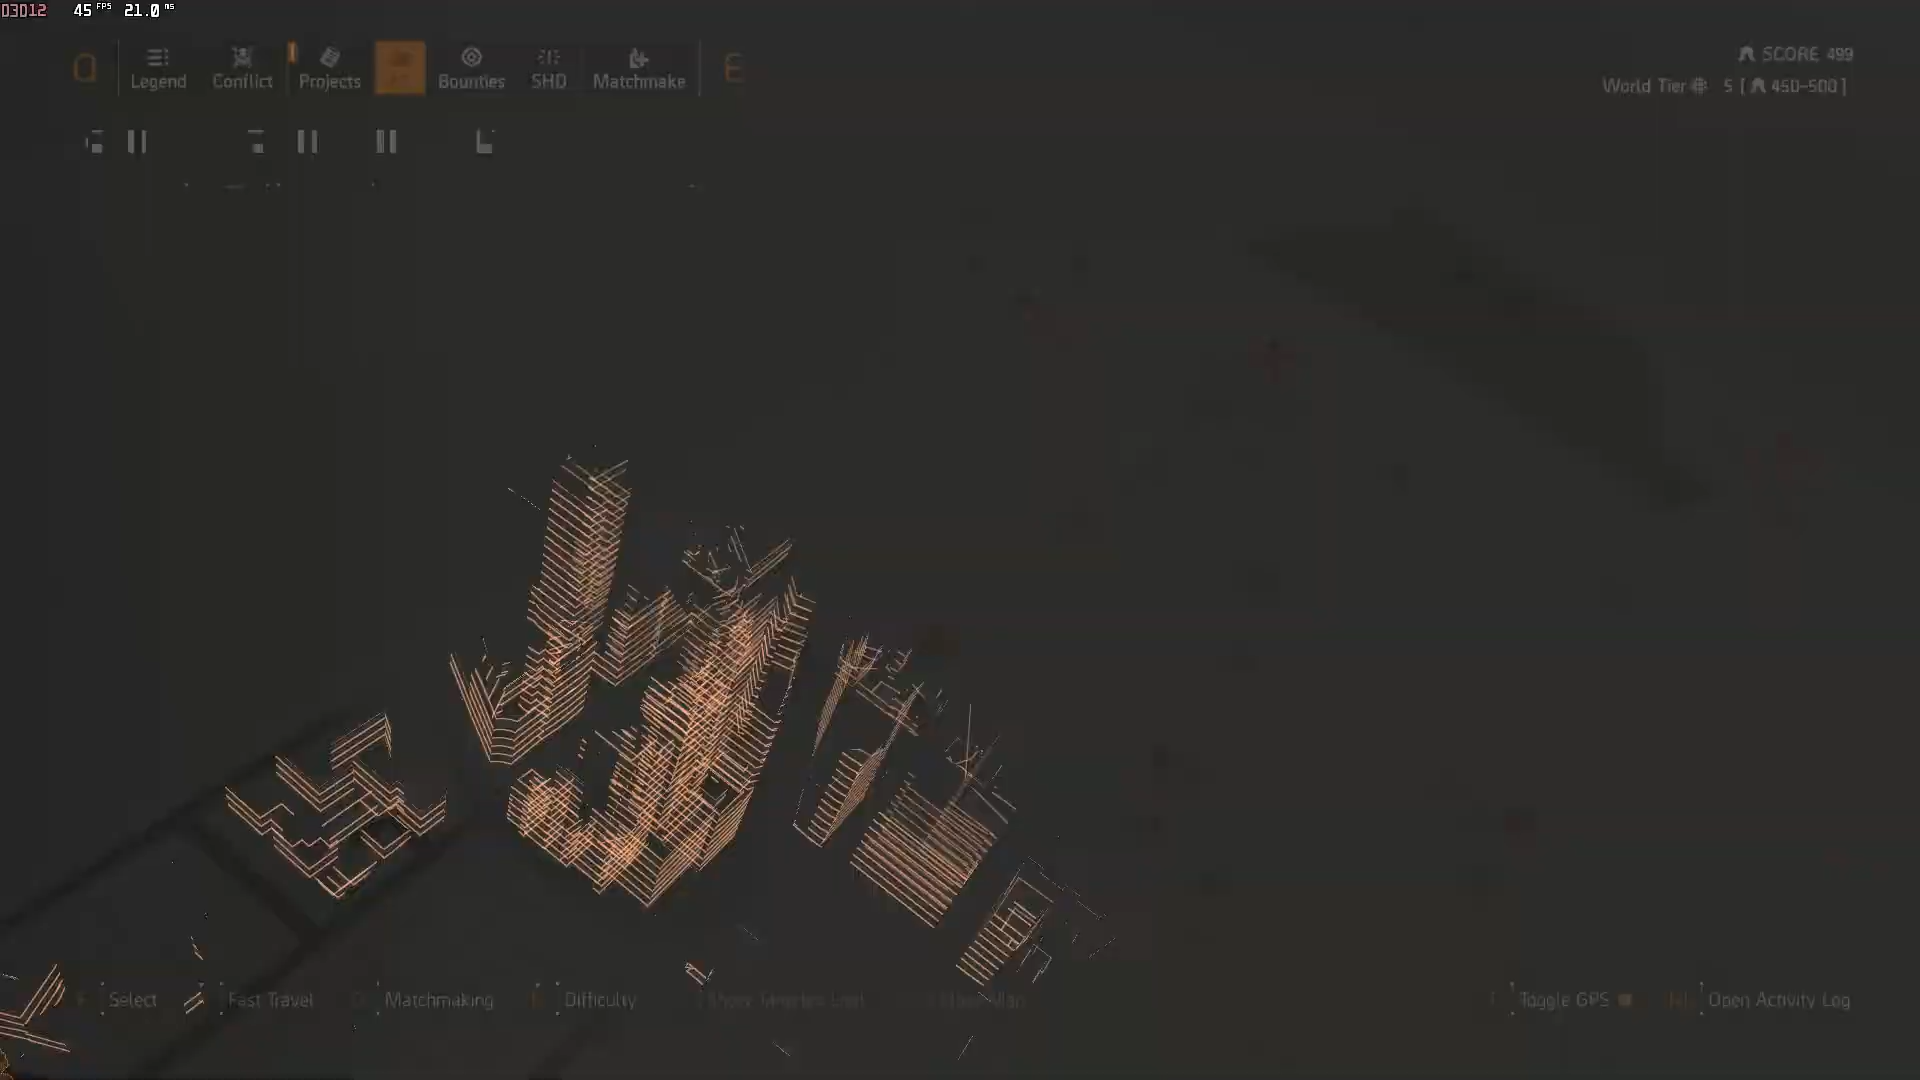 D3D12 45 FPS 21.0 ms
Q Legend Conflict Projects Bounties SHD Matchmake E
SCORE 499
World Tier 5 [ 450-500 ]
Select Fast Travel Matchmaking Difficulty Toggle GPS Open Activity Log